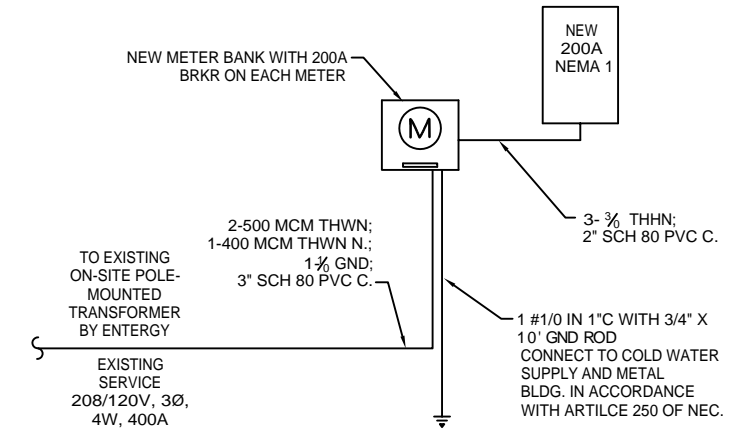 NEW METER BANK WITH 200A
BRKR ON EACH METER
NEW
200A
NEMA 1
M
3- 3/0 THHN;
2" SCH 80 PVC C.
2-500 MCM THWN;
1-400 MCM THWN N.;
1-1/0 GND;
3" SCH 80 PVC C.
TO EXISTING
ON-SITE POLE-
MOUNTED
TRANSFORMER
BY ENTERGY
EXISTING
SERVICE
208/120V, 3Ø,
4W, 400A
1 #1/0 IN 1"C WITH 3/4" X
10' GND ROD
CONNECT TO COLD WATER
SUPPLY AND METAL
BLDG. IN ACCORDANCE
WITH ARTILCE 250 OF NEC.